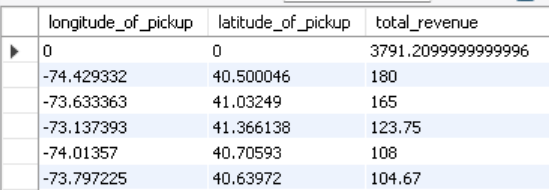 longitude_of_pickup latitude_of_pickup total_revenue
0 0 3791.2099999999996
-74.429332 40.500046 180
-73.633363 41.03249 165
-73.137393 41.366138 123.75
-74.01357 40.70593 108
-73.797225 40.63972 104.67